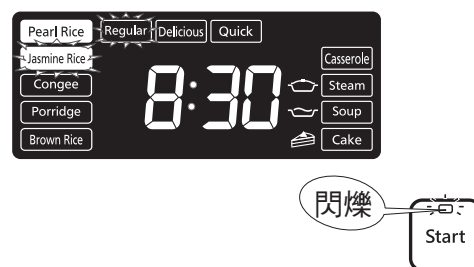 Pearl Rice
Regular
Delicious
Quick
Jasmine Rice
Casserole
8:30
Congee
Steam
Porridge
Soup
Brown Rice
Cake
閃爍
Start